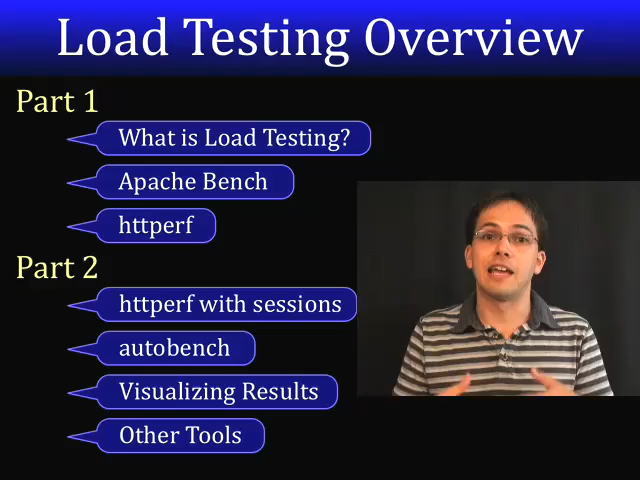 Load Testing Overview
Part 1
What is Load Testing?
Apache Bench
httperf
Part 2
httperf with sessions
autobench
Visualizing Results
Other Tools